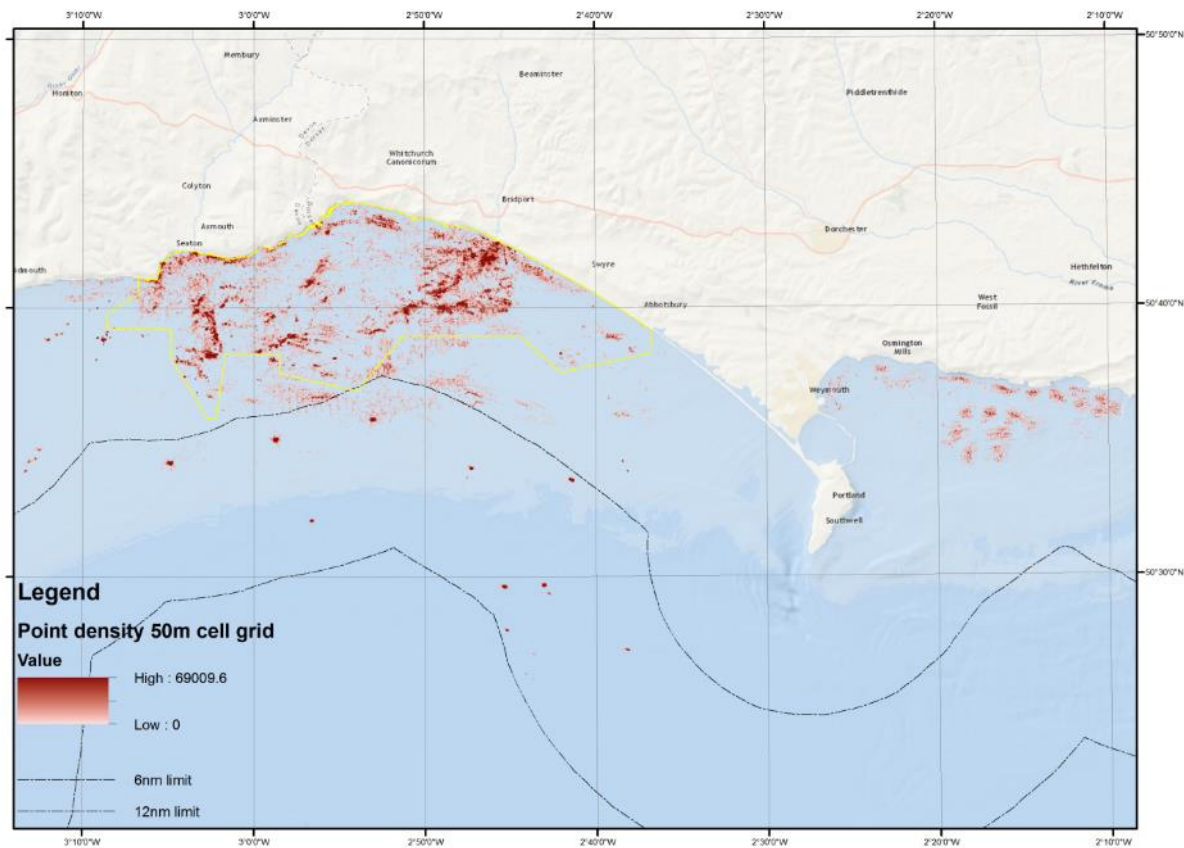 3°10'0"W 3°0'0"W 2°50'0"W 2°40'0"W 2°30'0"W 2°20'0"W 2°10'0"W
50°50'0"N
Membury
Beaminster
Honiton
Piddletrenthide
Axminster
Devon
Dorset
Whitchurch
Canonicorum
Colyton
Bridport
Axmouth
Dorchester
Seaton
Swyne
Hethfelton
idmouth
River Frome
Abbotsbury
West
Fossil
50°40'0"N
Osmington
Mills
Weymouth
Portland
Southwell
50°30'0"N
Legend
Point density 50m cell grid
Value
High : 69009.6
Low : 0
6nm limit
12nm limit
3°10'0"W 3°0'0"W 2°50'0"W 2°40'0"W 2°30'0"W 2°20'0"W 2°10'0"W